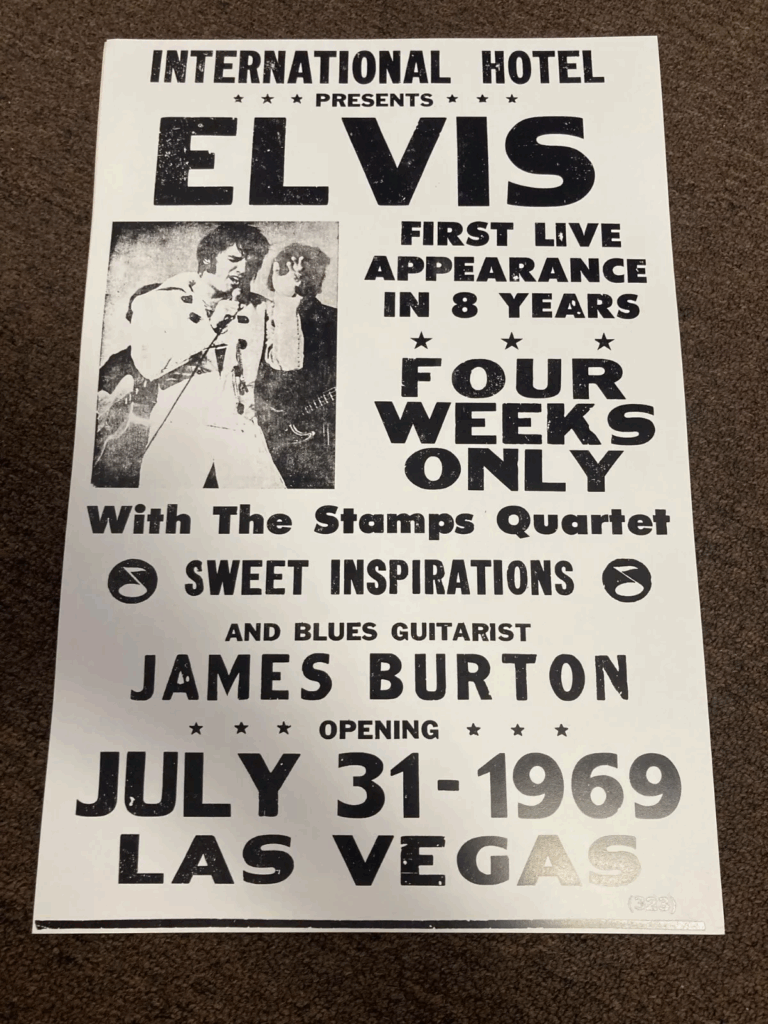 INTERNATIONAL HOTEL
PRESENTS
ELVIS
FIRST LIVE
APPEARANCE
IN 8 YEARS
FOUR
WEEKS
ONLY
With The Stamps Quartet
SWEET INSPIRATIONS
AND BLUES GUITARIST
JAMES BURTON
OPENING
JULY 31-1969
LAS VEGAS